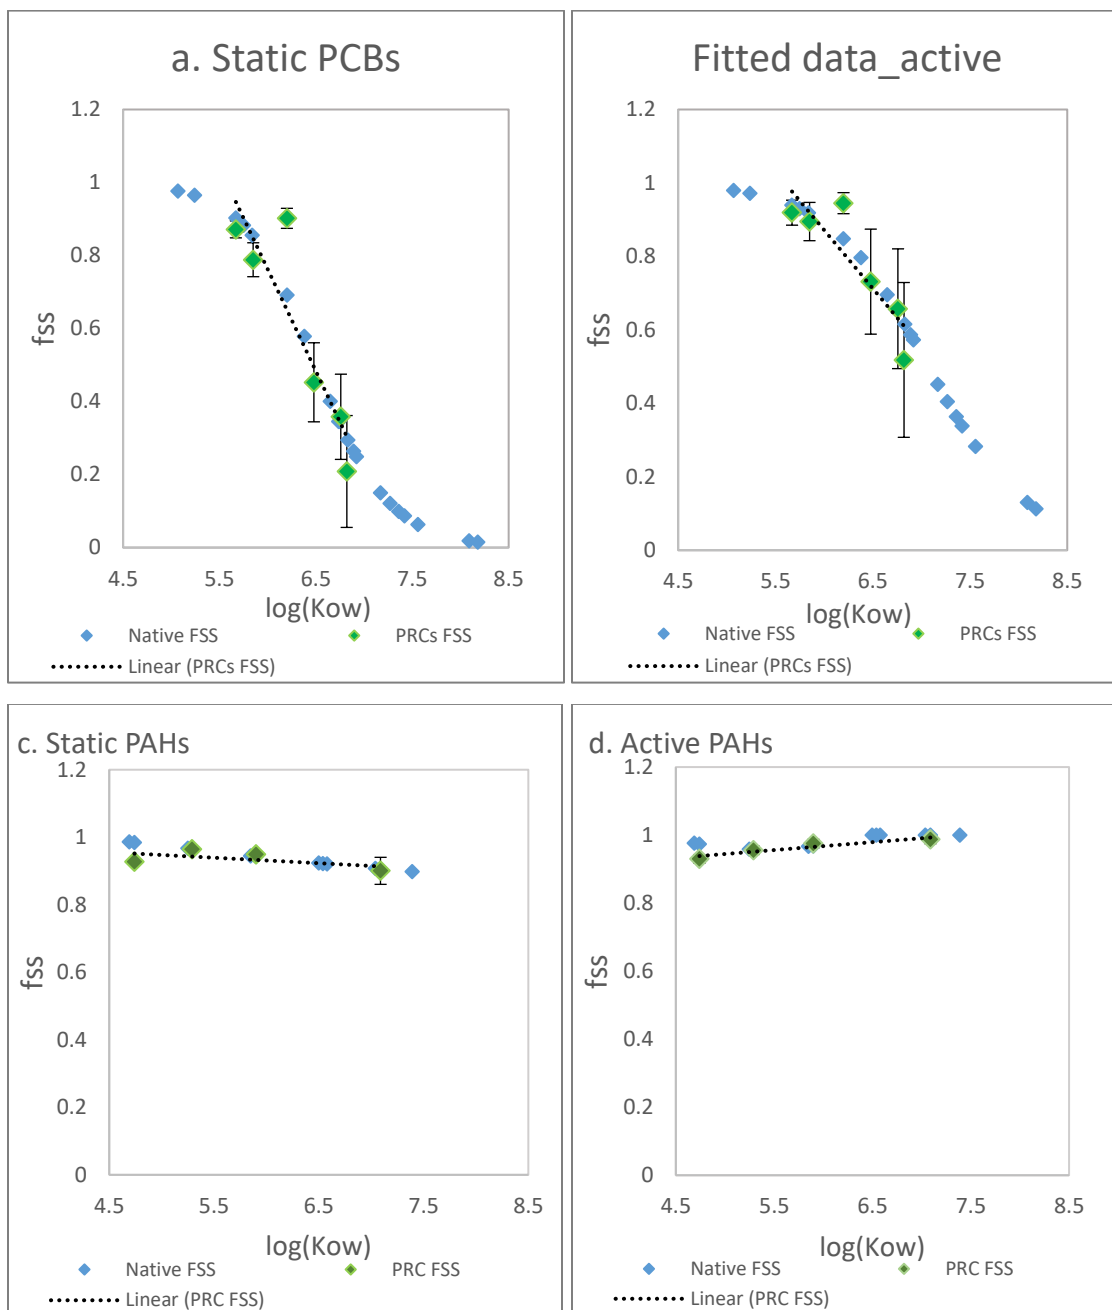 a. Static PCBs
1.2
1
0.8
0.6
0.4
0.2
0
fss
4.5 5.5 6.5 7.5 8.5
log(Kow)
Native FSS PRCs FSS
Linear (PRCs FSS)
Fitted data_active
1.2
1
0.8
0.6
0.4
0.2
0
fss
4.5 5.5 6.5 7.5 8.5
log(Kow)
Native FSS PRCs FSS
Linear (PRCs FSS)
c. Static PAHs
1.2
1
0.8
0.6
0.4
0.2
0
fss
4.5 5.5 6.5 7.5 8.5
log(Kow)
Native FSS PRC FSS
Linear (PRC FSS)
d. Active PAHs
1.2
1
0.8
0.6
0.4
0.2
0
fss
4.5 5.5 6.5 7.5 8.5
log(Kow)
Native FSS PRC FSS
Linear (PRC FSS)